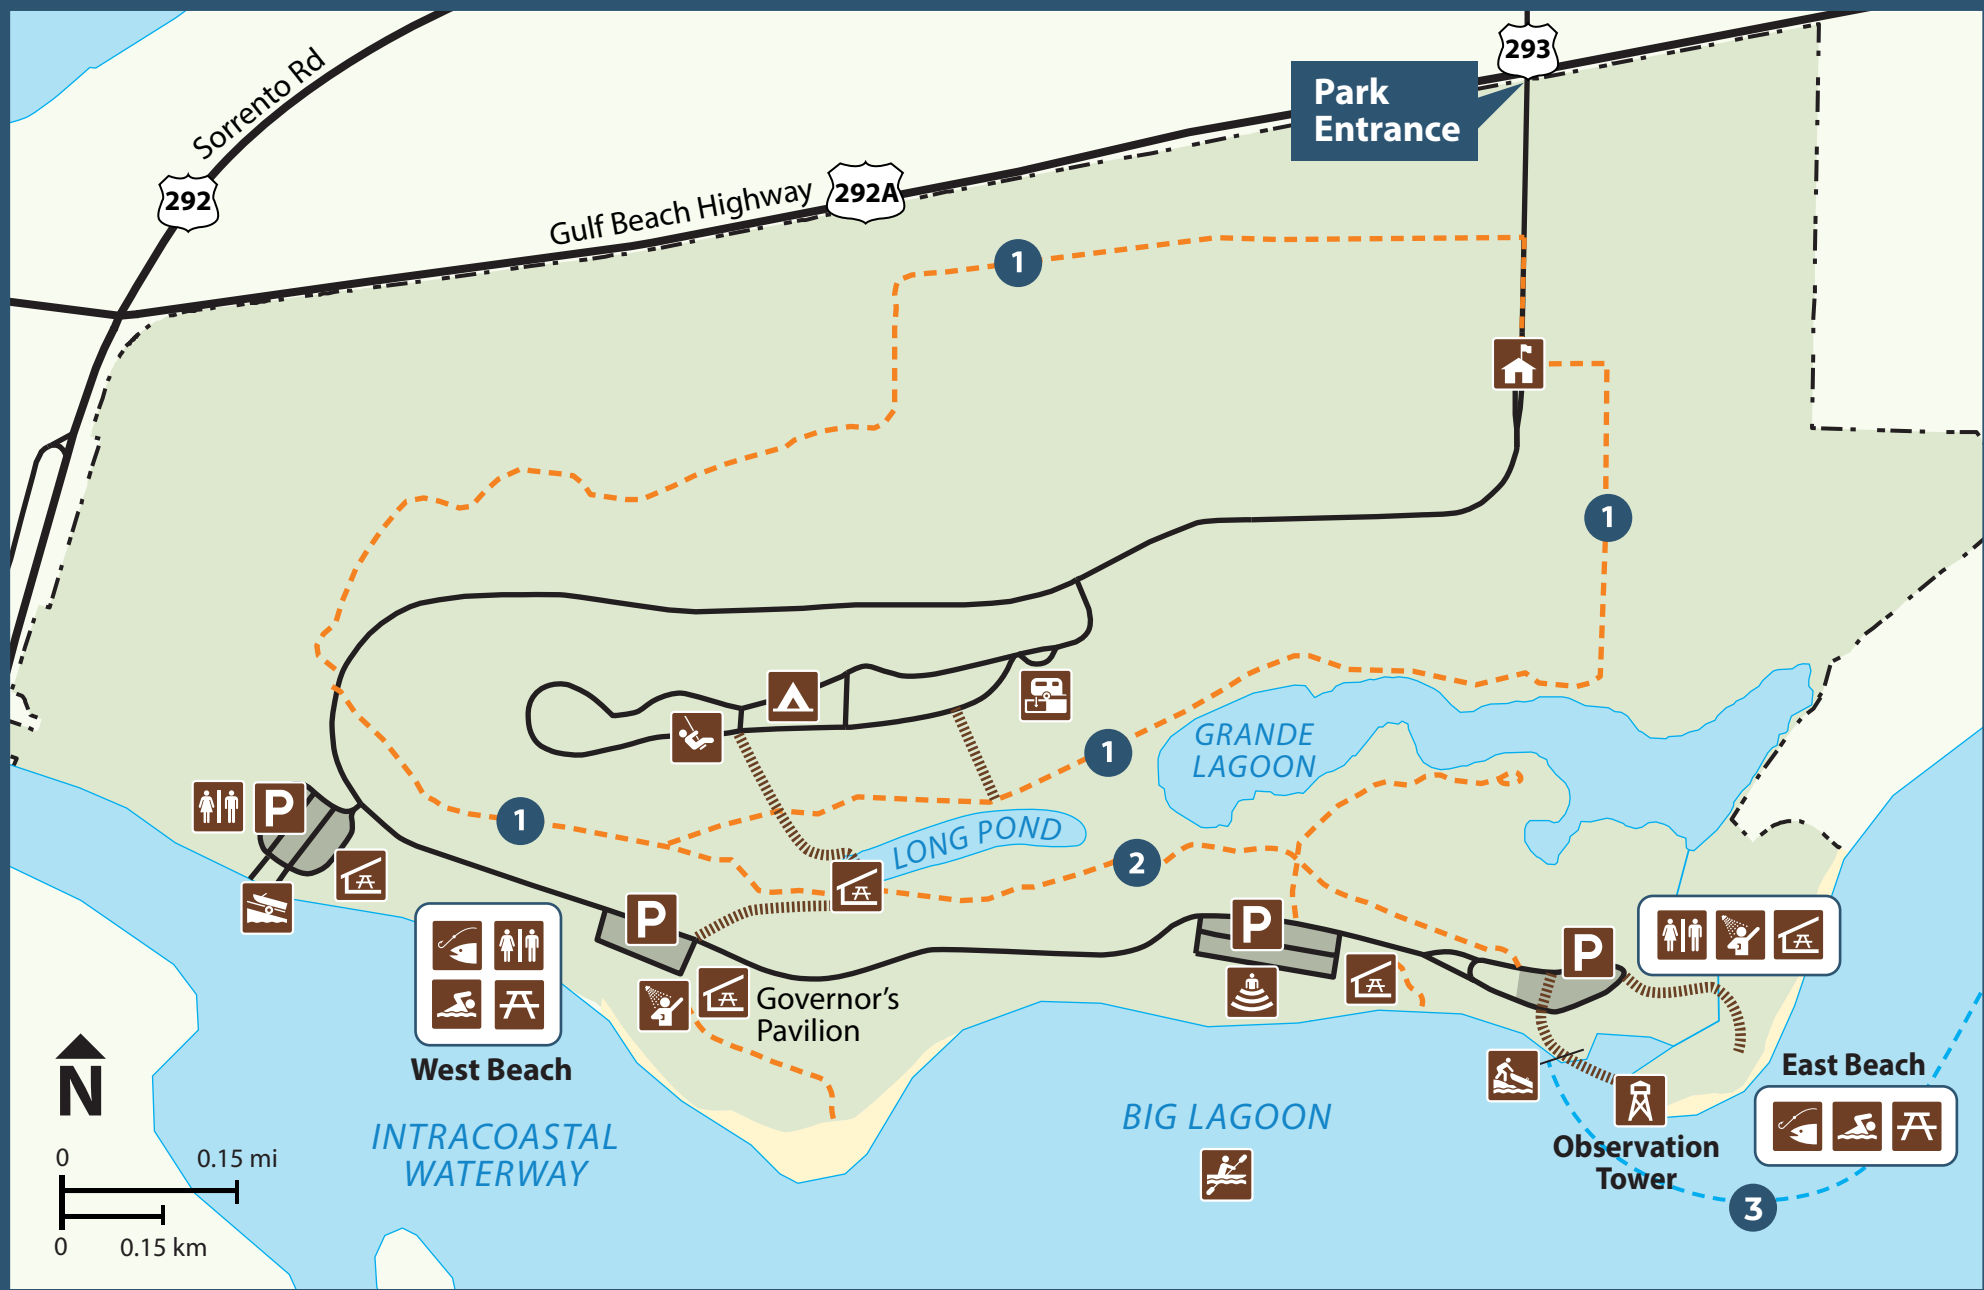 293
Park
Entrance
Sorrento Rd
292
Gulf Beach Highway
292A
1
1
GRANDE
LAGOON
1
1
LONG POND
2
P
P
P
P
Governor's
Pavilion
West Beach
N
0
0.15 mi
0
0.15 km
INTRACOASTAL
WATERWAY
BIG LAGOON
East Beach
Observation
Tower
3